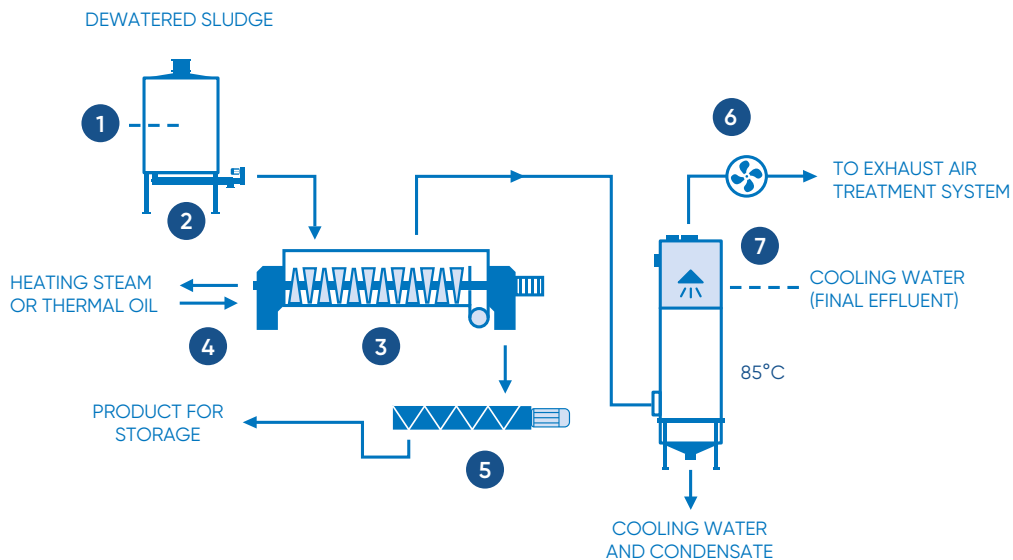 DEWATERED SLUDGE
1
2
6
TO EXHAUST AIR
TREATMENT SYSTEM
7
HEATING STEAM
OR THERMAL OIL
COOLING WATER
(FINAL EFFLUENT)
4
3
85°C
PRODUCT FOR
STORAGE
5
COOLING WATER
AND CONDENSATE